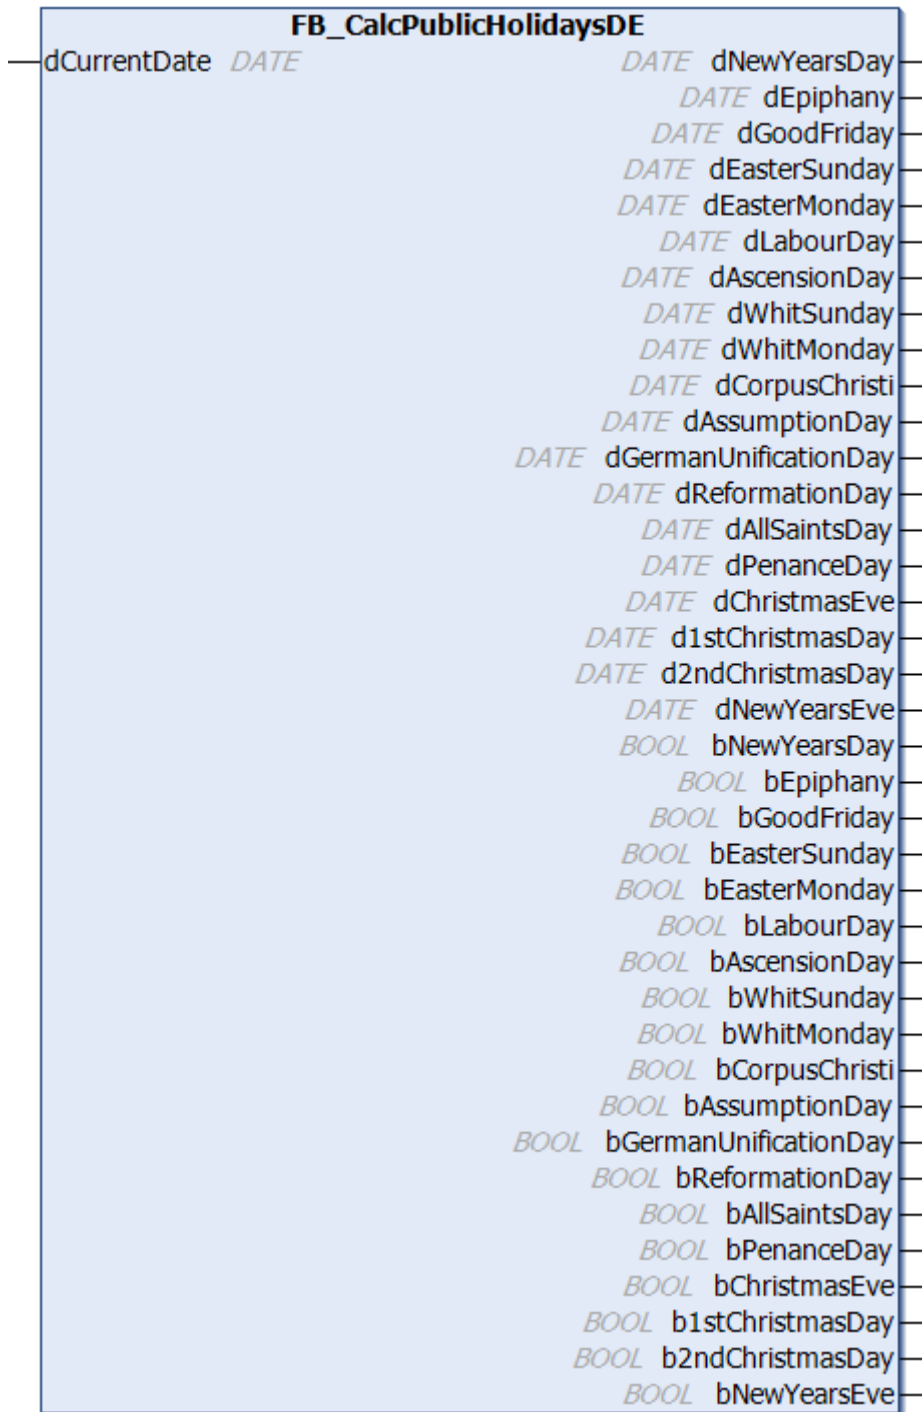 FB_CalcPublicHolidaysDE
dCurrentDate DATE DATE dNewYearsDay
DATE dEpiphany
DATE dGoodFriday
DATE dEasterSunday
DATE dEasterMonday
DATE dLabourDay
DATE dAscensionDay
DATE dWhitSunday
DATE dWhitMonday
DATE dCorpusChristi
DATE dAssumptionDay
DATE dGermanUnificationDay
DATE dReformationDay
DATE dAllSaintsDay
DATE dPenanceDay
DATE dChristmasEve
DATE d1stChristmasDay
DATE d2ndChristmasDay
DATE dNewYearsEve
BOOL bNewYearsDay
BOOL bEpiphany
BOOL bGoodFriday
BOOL bEasterSunday
BOOL bEasterMonday
BOOL bLabourDay
BOOL bAscensionDay
BOOL bWhitSunday
BOOL bWhitMonday
BOOL bCorpusChristi
BOOL bAssumptionDay
BOOL bGermanUnificationDay
BOOL bReformationDay
BOOL bAllSaintsDay
BOOL bPenanceDay
BOOL bChristmasEve
BOOL b1stChristmasDay
BOOL b2ndChristmasDay
BOOL bNewYearsEve